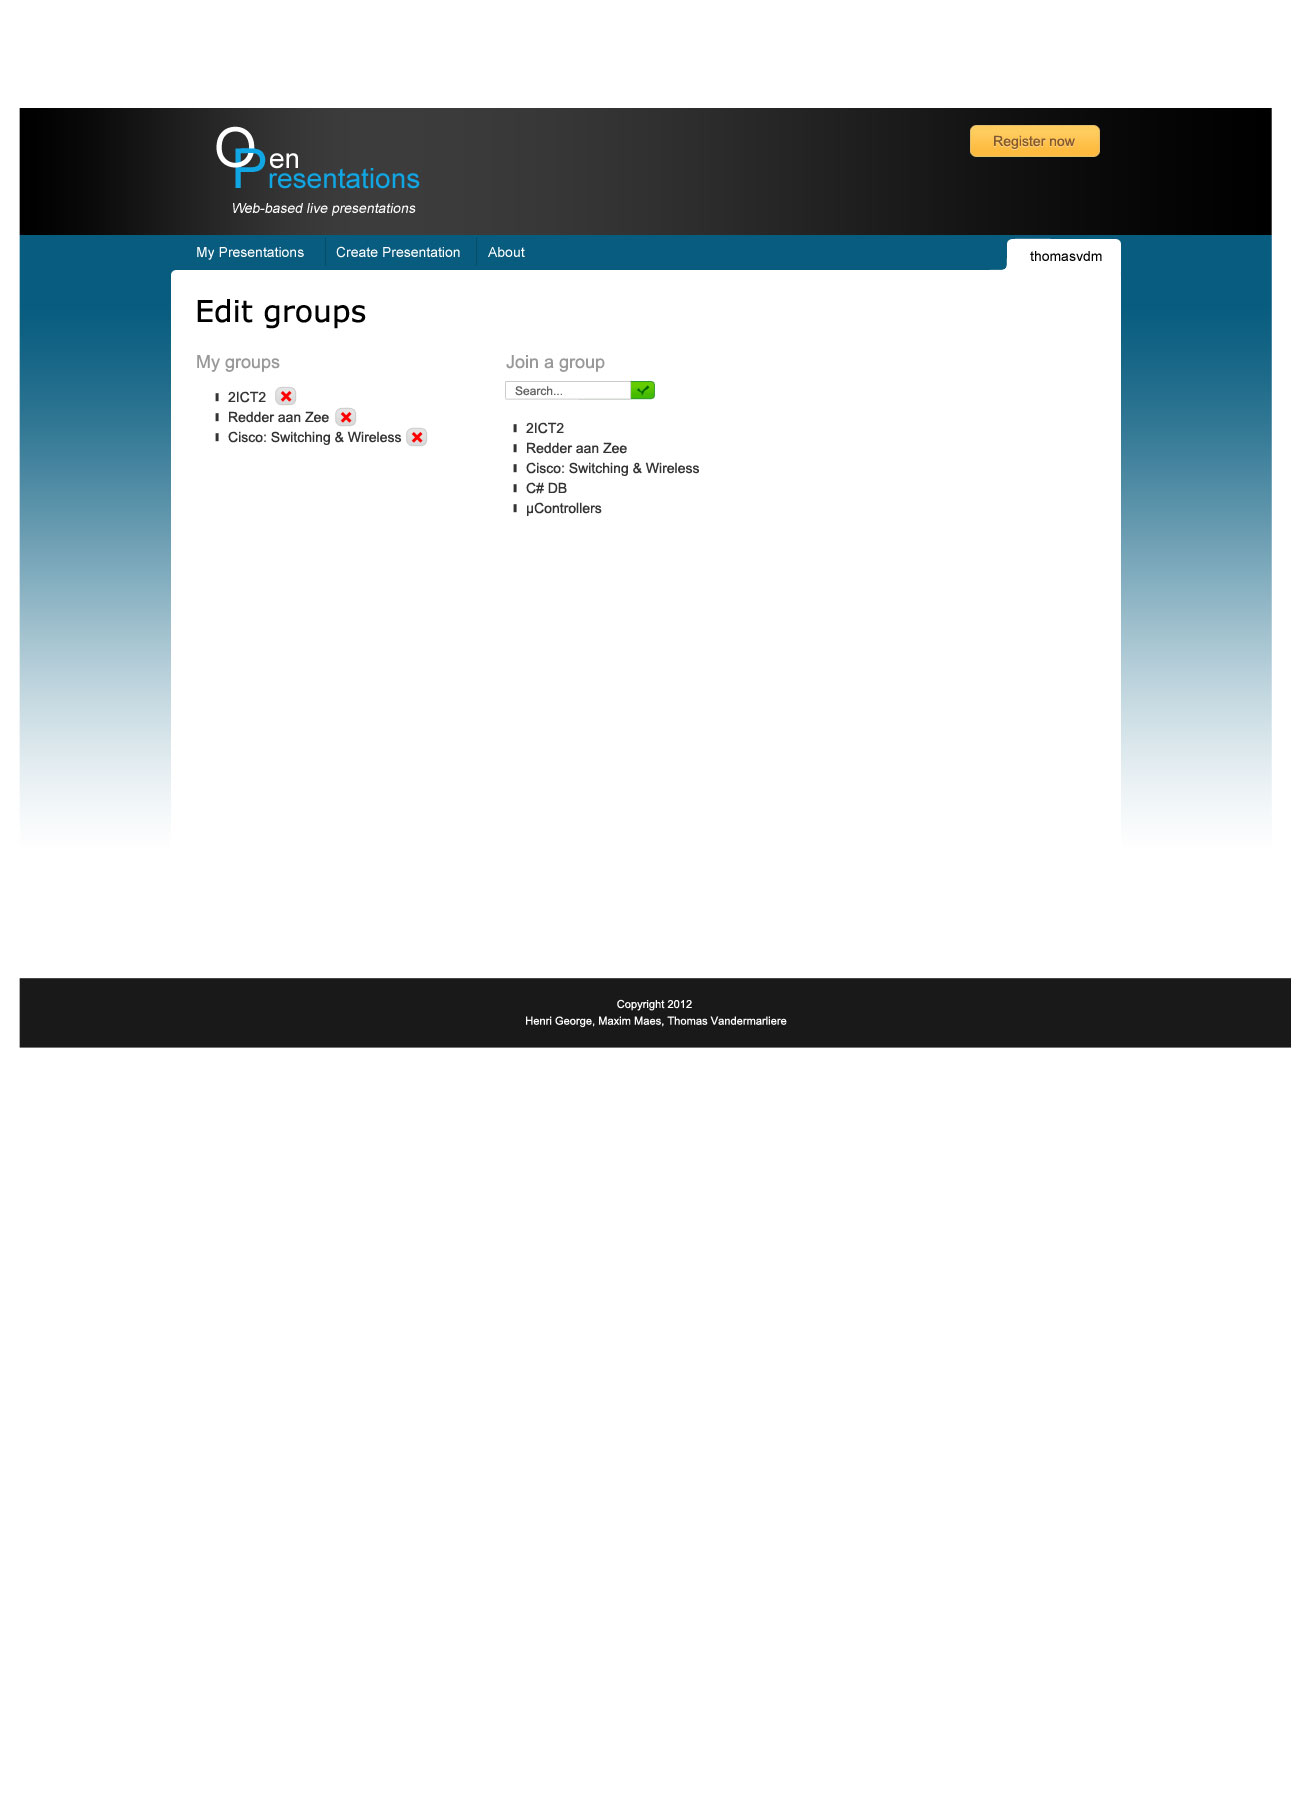 Open
Presentations
Web-based live presentations
Register now
My Presentations
Create Presentation
About
thomasvdm
Edit groups
My groups
2ICT2
Redder aan Zee
Cisco: Switching & Wireless
Join a group
Search...
2ICT2
Redder aan Zee
Cisco: Switching & Wireless
C# DB
µControllers
Copyright 2012
Henri George, Maxim Maes, Thomas Vandermarliere